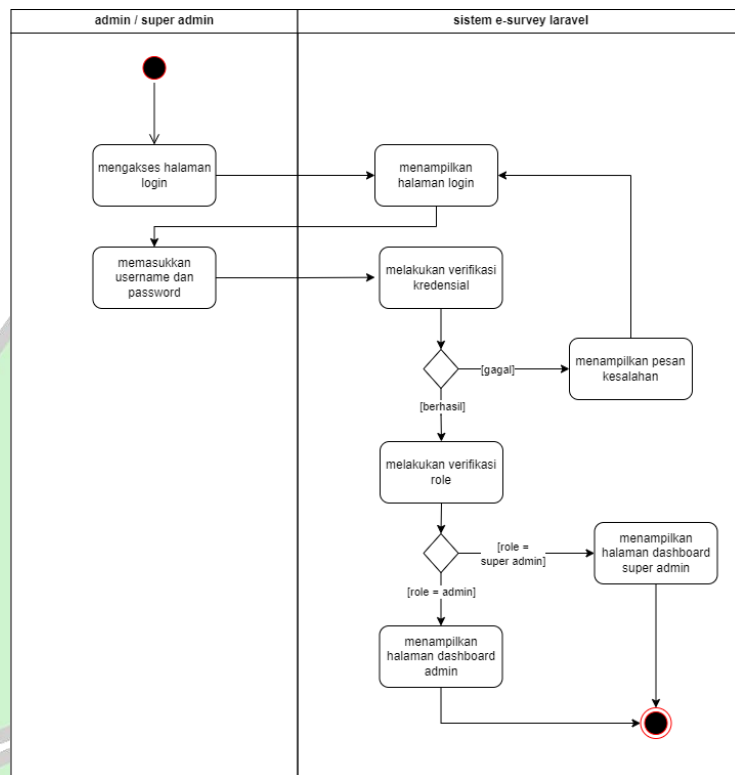 admin / super admin
sistem e-survey laravel
mengakses halaman
login
menampilkan
halaman login
memasukkan
username dan
password
melakukan verifikasi
kredensial
[gagal]
menampilkan pesan
kesalahan
[berhasil]
melakukan verifikasi
role
[role =
super admin]
menampilkan
halaman dashboard
super admin
[role = admin]
menampilkan
halaman dashboard
admin